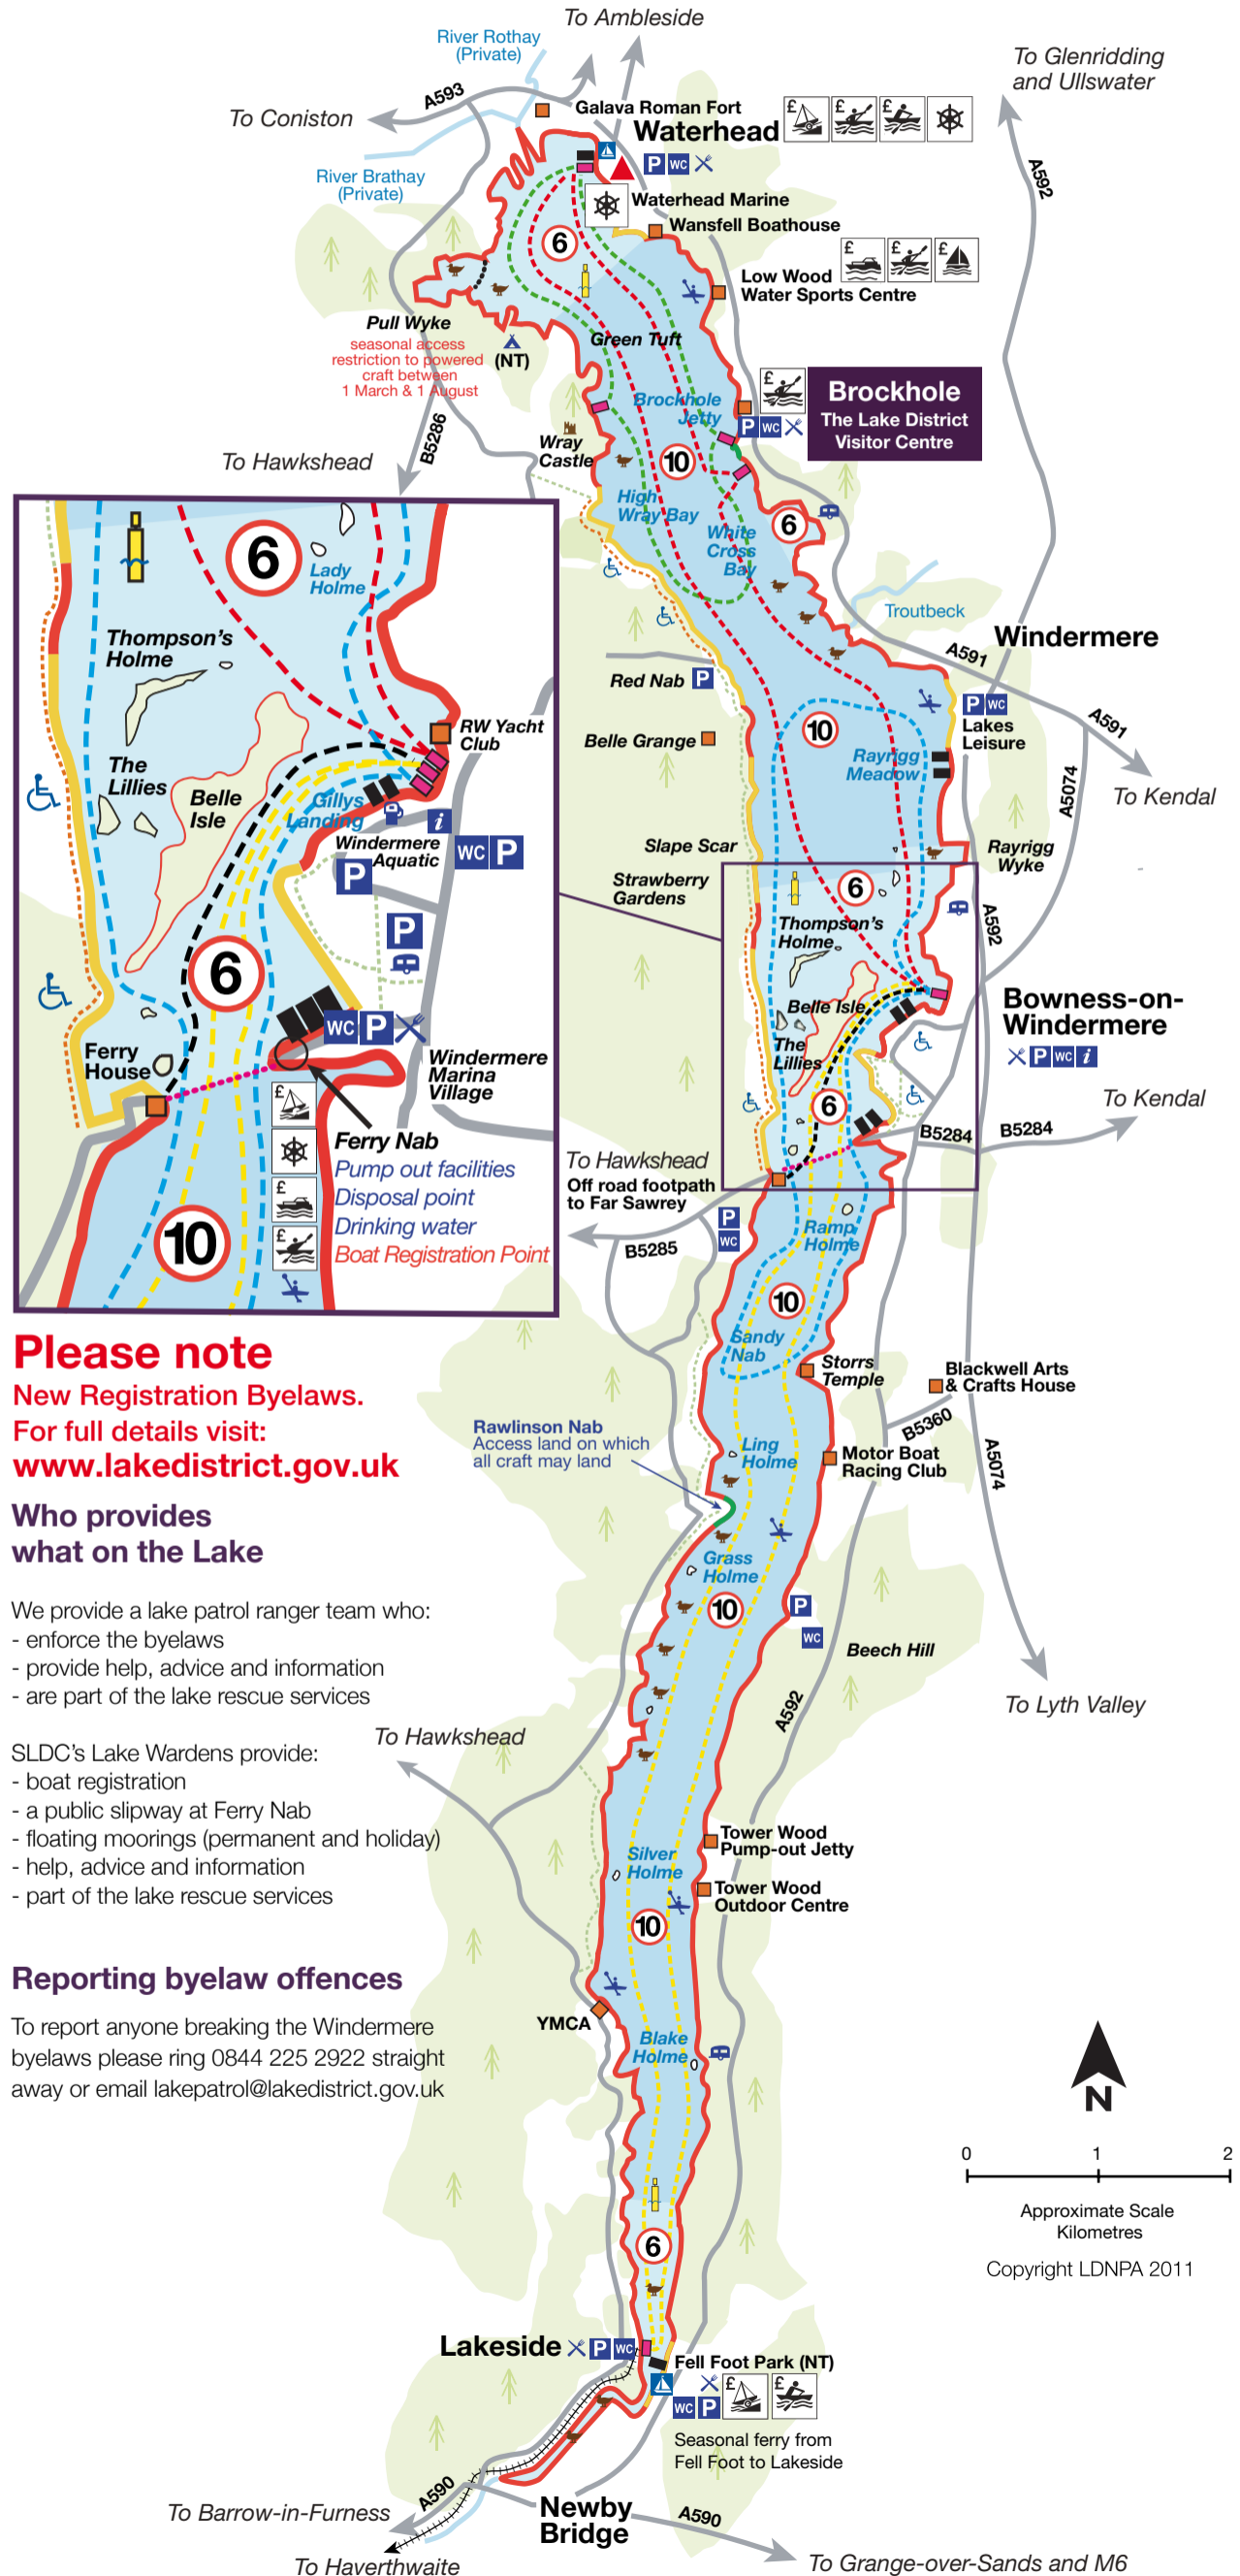 To Ambleside
River Rothay
(Private)
To Glenridding
and Ullswater
A593
To Coniston
Galava Roman Fort
Waterhead
£
£
£
P
WC
River Brathay
(Private)
A592
Waterhead Marine
Wansfell Boathouse
6
£
£
£
Low Wood
Water Sports Centre
Pull Wyke
seasonal access
restriction to powered
craft between
1 March & 1 August
(NT)
Green Tuft
£
Brockhole
The Lake District
Visitor Centre
Brockhole
Jetty
P
WC
B5286
Wray
Castle
To Hawkshead
10
High
Wray Bay
White
Cross
Bay
6
Troutbeck
Windermere
A591
Red Nab
P
P
WC
Lakes
Leisure
A591
Belle Grange
10
Rayrigg
Meadow
A5074
To Kendal
Slape Scar
Rayrigg
Wyke
Strawberry
Gardens
6
Thompson's
Holme
A592
Belle Isle
Bowness-on-
Windermere
P
WC
i
The
Lillies
6
To Kendal
B5284
B5284
To Hawkshead
Off road footpath
to Far Sawrey
P
WC
B5285
Ramp
Holme
10
Sandy
Nab
Storrs
Temple
Blackwell Arts
& Crafts House
B5360
Rawlinson Nab
Access land on which
all craft may land
Ling
Holme
Motor Boat
Racing Club
A5074
Grass
Holme
10
P
WC
Beech Hill
A592
To Lyth Valley
To Hawkshead
Tower Wood
Pump-out Jetty
Silver
Holme
Tower Wood
Outdoor Centre
10
YMCA
Blake
Holme
N
0 1 2
Approximate Scale
Kilometres
Copyright LDNPA 2011
6
Lakeside
P
WC
Fell Foot Park (NT)
£
£
WC
P
Seasonal ferry from
Fell Foot to Lakeside
A590
To Barrow-in-Furness
Newby
Bridge
A590
To Haverthwaite
To Grange-over-Sands and M6
6
Lady
Holme
Thompson's
Holme
RW Yacht
Club
The
Lillies
Belle
Isle
Gillys
Landing
i
Windermere
Aquatic
WC
P
P
P
6
WC
P
Ferry
House
Windermere
Marina
Village
£
Ferry Nab
Pump out facilities
£
Disposal point
Drinking water
£
Boat Registration Point
10
Please note
New Registration Byelaws.
For full details visit:
www.lakedistrict.gov.uk
Who provides
what on the Lake
We provide a lake patrol ranger team who:
- enforce the byelaws
- provide help, advice and information
- are part of the lake rescue services
SLDC's Lake Wardens provide:
- boat registration
- a public slipway at Ferry Nab
- floating moorings (permanent and holiday)
- help, advice and information
- part of the lake rescue services
Reporting byelaw offences
To report anyone breaking the Windermere
byelaws please ring 0844 225 2922 straight
away or email lakepatrol@lakedistrict.gov.uk